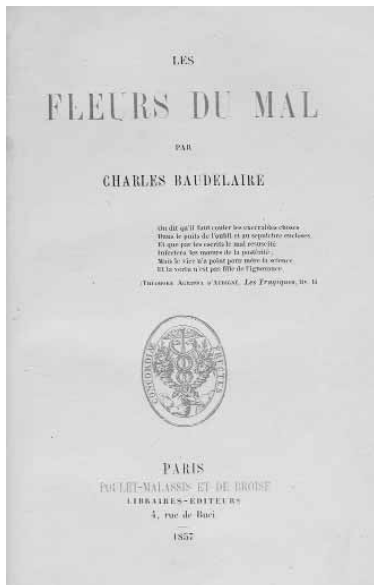 LES
FLEURS DU MAL
PAR
CHARLES BAUDELAIRE
On dit qu'il faut couler les execrables choses
Dans le puits de l'oubli et au sepulchre encloses,
Et que par les escrits le mal resuscité
Infectera les mœurs de la postérité;
Mais le vice n'a point pour mère la science,
Et la vertu n'est pas fille de l'ignorance.
(THÉODORE AGRIPPA D'AUBIGNÉ, Les Tragiques, liv. II
CONCORDIÆ FRUCTUS
PARIS
POULET-MALASSIS ET DE BROISE
LIBRAIRES-ÉDITEURS
4, rue de Buci
1857